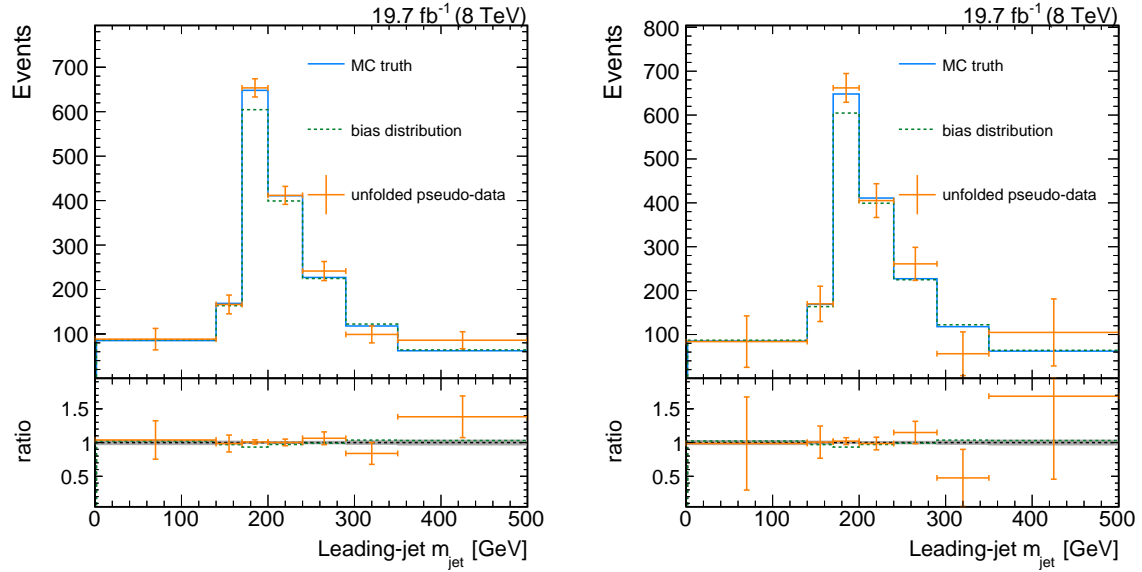 19.7 fb⁻¹ (8 TeV)
Events
700
600
500
400
300
200
100
MC truth
bias distribution
unfolded pseudo-data
ratio
1.5
1
0.5
0 100 200 300 400 500
Leading-jet m_jet [GeV]
19.7 fb⁻¹ (8 TeV)
Events
800
700
600
500
400
300
200
100
MC truth
bias distribution
unfolded pseudo-data
ratio
1.5
1
0.5
0 100 200 300 400 500
Leading-jet m_jet [GeV]